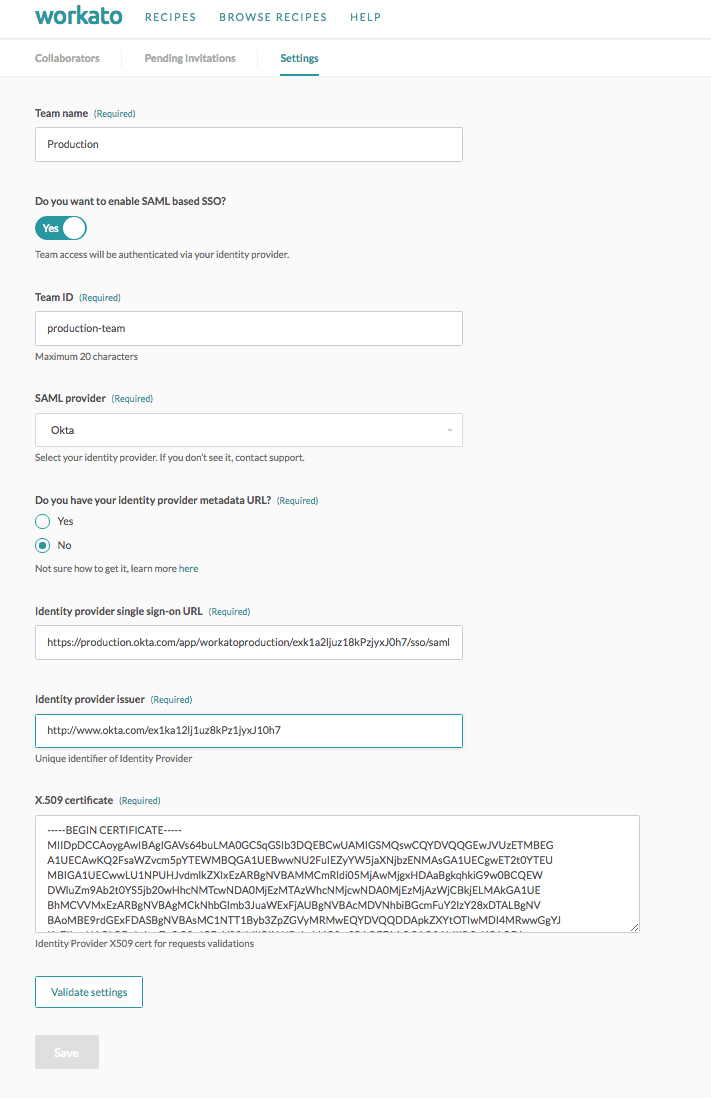 workato RECIPES BROWSE RECIPES HELP
Collaborators Pending Invitations Settings
Team name (Required)
Production
Do you want to enable SAML based SSO?
Yes
Team access will be authenticated via your identity provider.
Team ID (Required)
production-team
Maximum 20 characters
SAML provider (Required)
Okta
Select your identity provider. If you don't see it, contact support.
Do you have your identity provider metadata URL? (Required)
Yes
No
Not sure how to get it, learn more here
Identity provider single sign-on URL (Required)
https://production.okta.com/app/workatoproduction/exk1a2ljuz18kPzjyxJ0h7/sso/saml
Identity provider issuer (Required)
http://www.okta.com/ex1ka12lj1uz8kPz1jyxJ10h7
Unique identifier of Identity Provider
X.509 certificate (Required)
-----BEGIN CERTIFICATE-----
MIIDpDCCAoygAwIBAgIGAVs64buLMA0GCSqGSIb3DQEBCwUAMIGSMQswCQYDVQQGEwJVUzETMBEG
A1UECAwKQ2FsaWZvcm5pYTEWMBQGA1UEBwwNU2FuIEZyYW5jaXNjbzENMAsGA1UECgwET2t0YTEU
MBIGA1UECwwLU1NPUHJvdmlkZXIxEzARBgNVBAMMCmRldi05MjAwMjgxHDAaBgkqhkiG9w0BCQEW
DWluZm9Ab2t0YS5jb20wHhcNMTcwNDA0MjEzMTAzWhcNMjcwNDA0MjEzMjAzWjCBkjELMAkGA1UE
BhMCVVMxEzARBgNVBAgMCkNhbGlmb3JuaWExFjAUBgNVBAcMDVNhbiBGcmFuY2lzY28xDTALBgNV
BAoMBE9rdGExFDASBgNVBAsMC1NTT1Byb3ZpZGVyMRMwEQYDVQQDDApkZXYtOTIwMDI4MRwwGgYJ
Identity Provider X509 cert for requests validations
Validate settings
Save